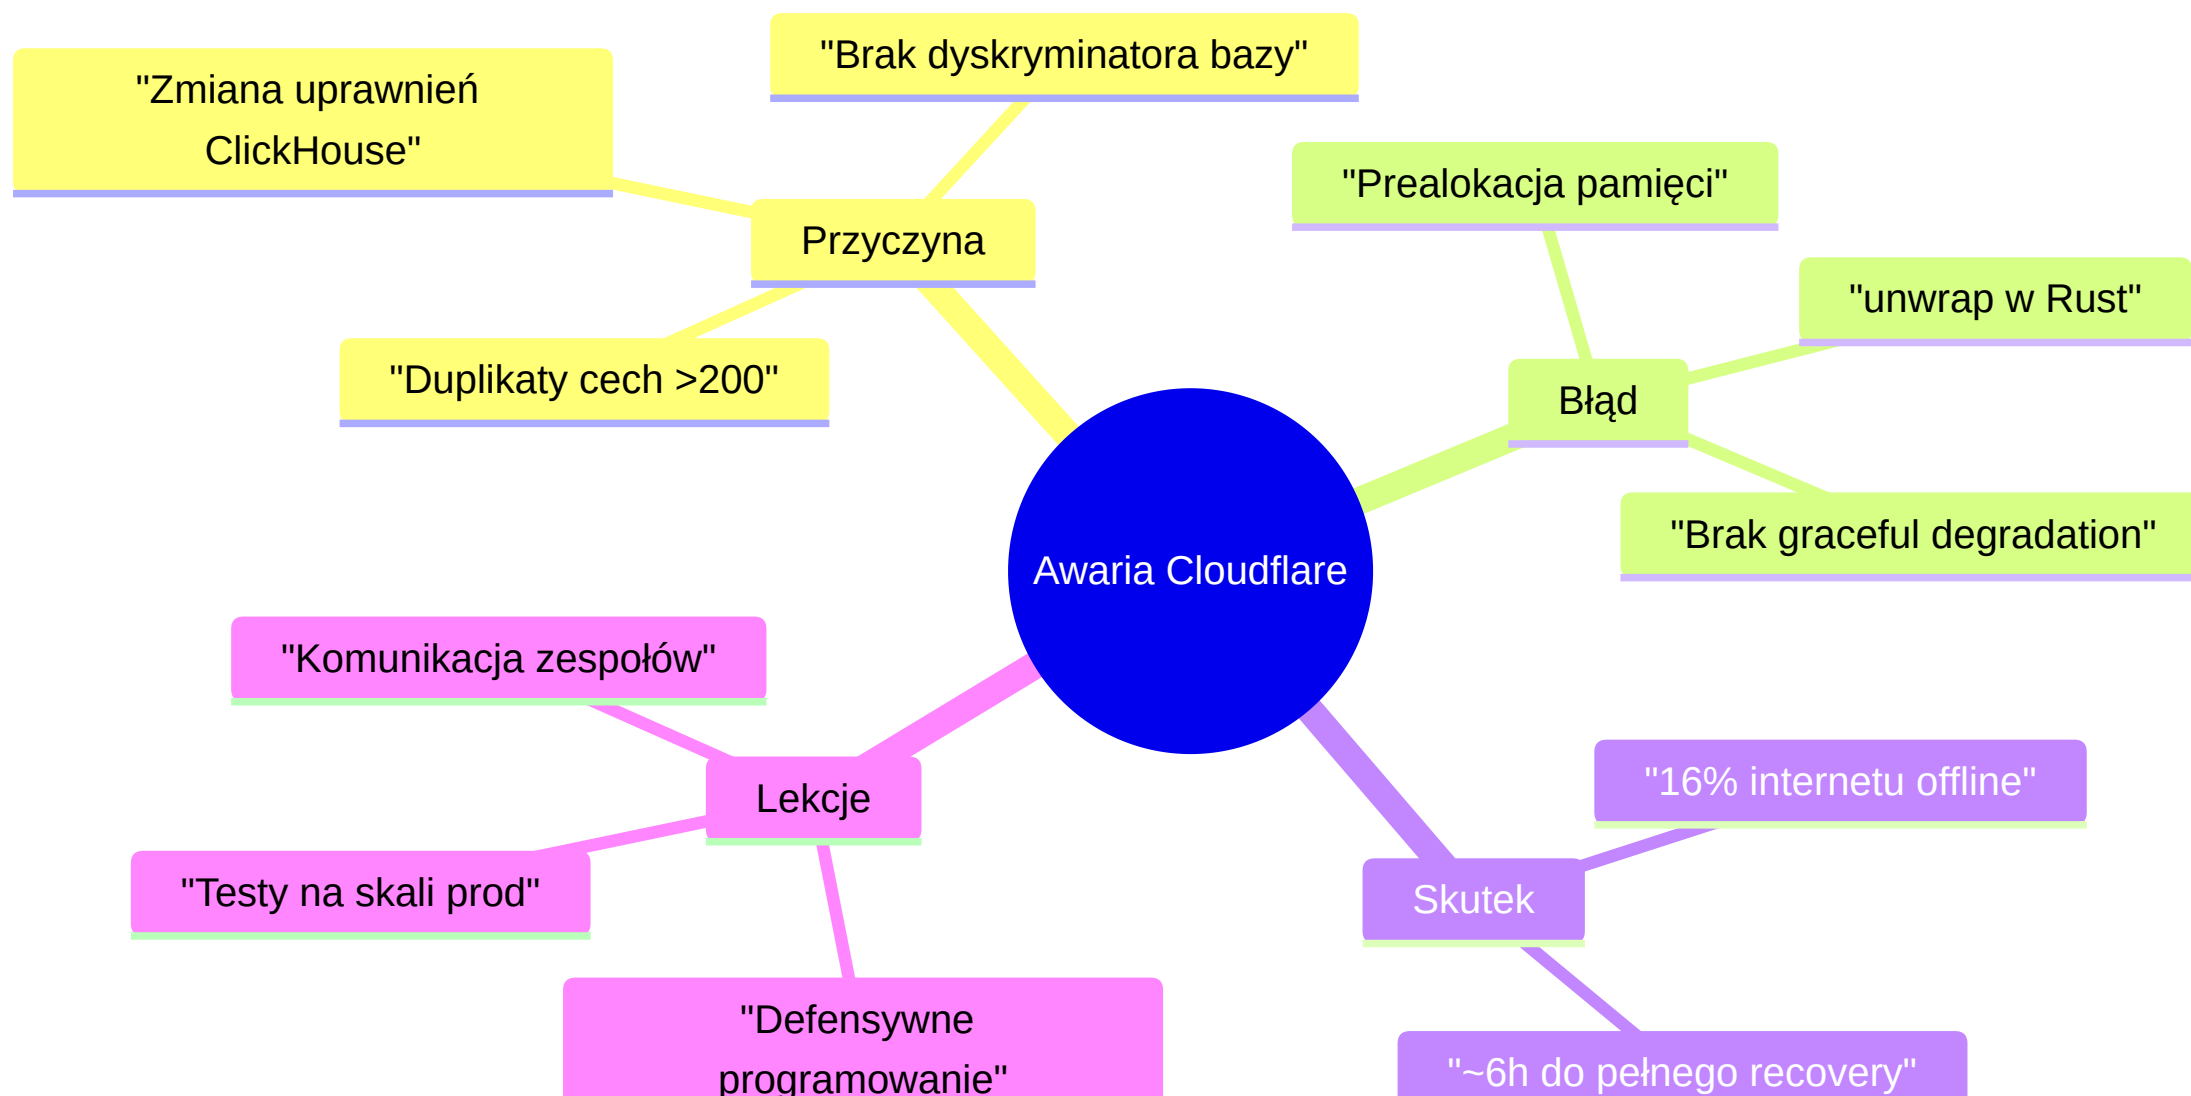 "Brak dyskryminatora bazy"
"Zmiana uprawnień
ClickHouse"
Przyczyna
"Duplikaty cech >200"
"Prealokacja pamięci"
"unwrap w Rust"
Błąd
"Brak graceful degradation"
Awaria Cloudflare
"Komunikacja zespołów"
Lekcje
"Testy na skali prod"
"Defensywne
programowanie"
"16% internetu offline"
Skutek
"~6h do pełnego recovery"